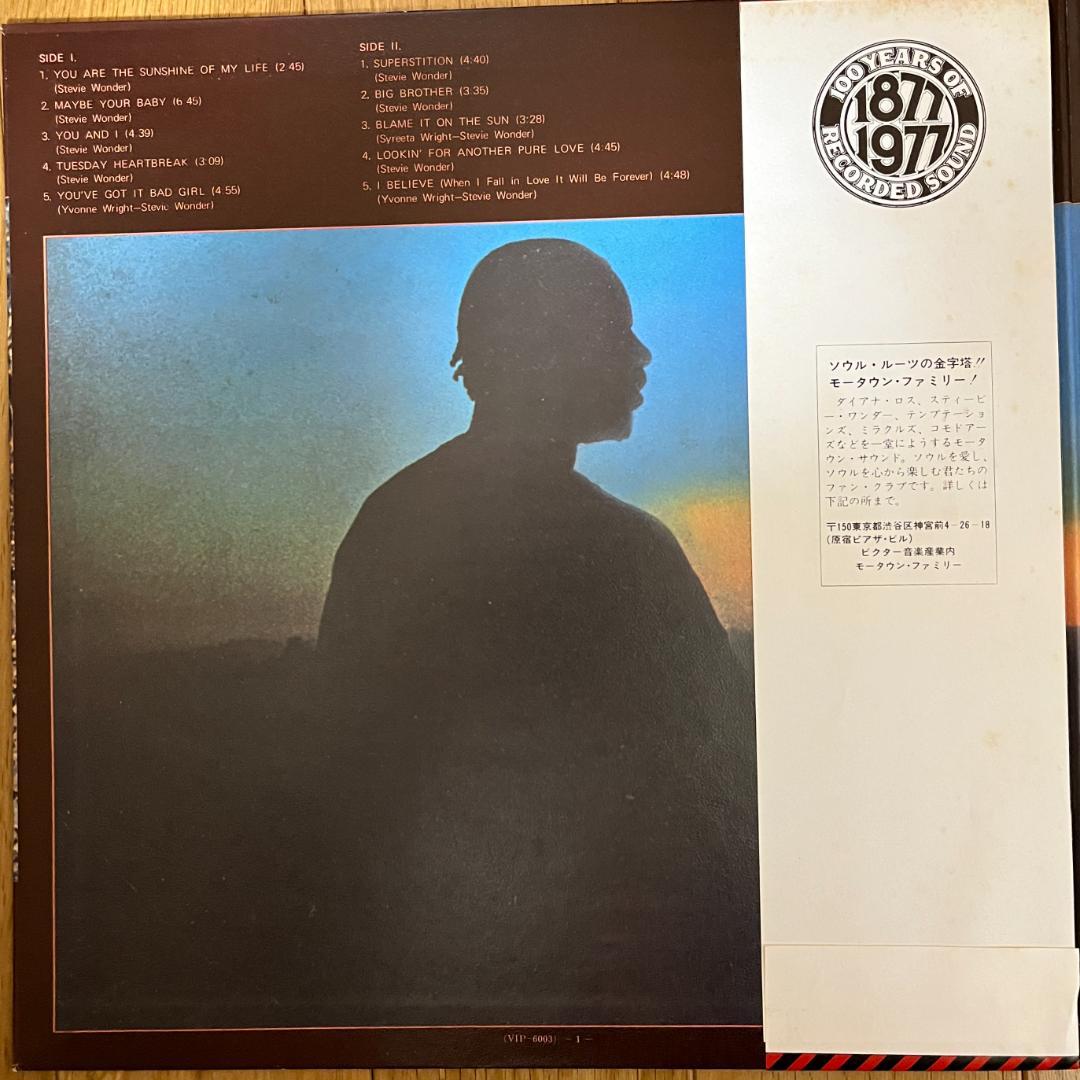 SIDE I.
1. YOU ARE THE SUNSHINE OF MY LIFE (2 45)
(Stevie Wonder)
2. MAYBE YOUR BABY (6 45)
(Stevie Wonder)
3. YOU AND I (4.39)
(Stevie Wonder)
4. TUESDAY HEARTBREAK (3:09)
(Stevie Wonder)
5. YOU'VE GOT IT BAD GIRL (4 55)
(Yvonne Wright—Stevie Wonder)
SIDE II.
1. SUPERSTITION (4:40)
(Stevie Wonder)
2. BIG BROTHER (3:35)
(Stevie Wonder)
3. BLAME IT ON THE SUN (3:28)
(Syreeta Wright—Stevie Wonder)
4. LOOKIN' FOR ANOTHER PURE LOVE (4:45)
(Stevie Wonder)
5. I BELIEVE (When I Fall in Love It Will Be Forever) (4:48)
(Yvonne Wright—Stevie Wonder)
100 YEARS OF
1877
1977
RECORDED SOUND
ソウル・ルーツの金字塔!!
モータウン・ファミリー!
ダイアナ・ロス、スティービ
ー・ワンダー、テンプテーショ
ンズ、ミラクルズ、コモドアー
ズなどを一堂にようするモータ
ウン・サウンド。ソウルを愛し、
ソウルを心から楽しむ君たちの
ファン・クラブです。詳しくは
下記の所まで。
〒150東京都渋谷区神宮前4-26-18
(原宿ピアザ・ビル)
ビクター音楽産業内
モータウン・ファミリー
(VIP-6003) -1-